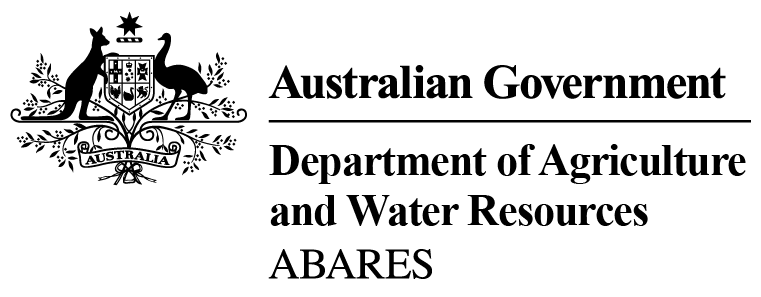 AUSTRALIA
Australian Government
Department of Agriculture
and Water Resources
ABARES